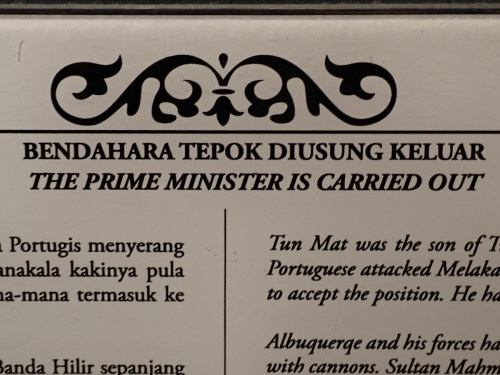 BENDAHARA TEPOK DIUSUNG KELUAR
THE PRIME MINISTER IS CARRIED OUT
Portugis menyerang
kakinya pula
termasuk ke
Banda Hilir sepanjang
Tun Mat was the son of
Portuguese attacked Melaka
to accept the position. He
Albuquerqe and his forces
with cannons. Sultan